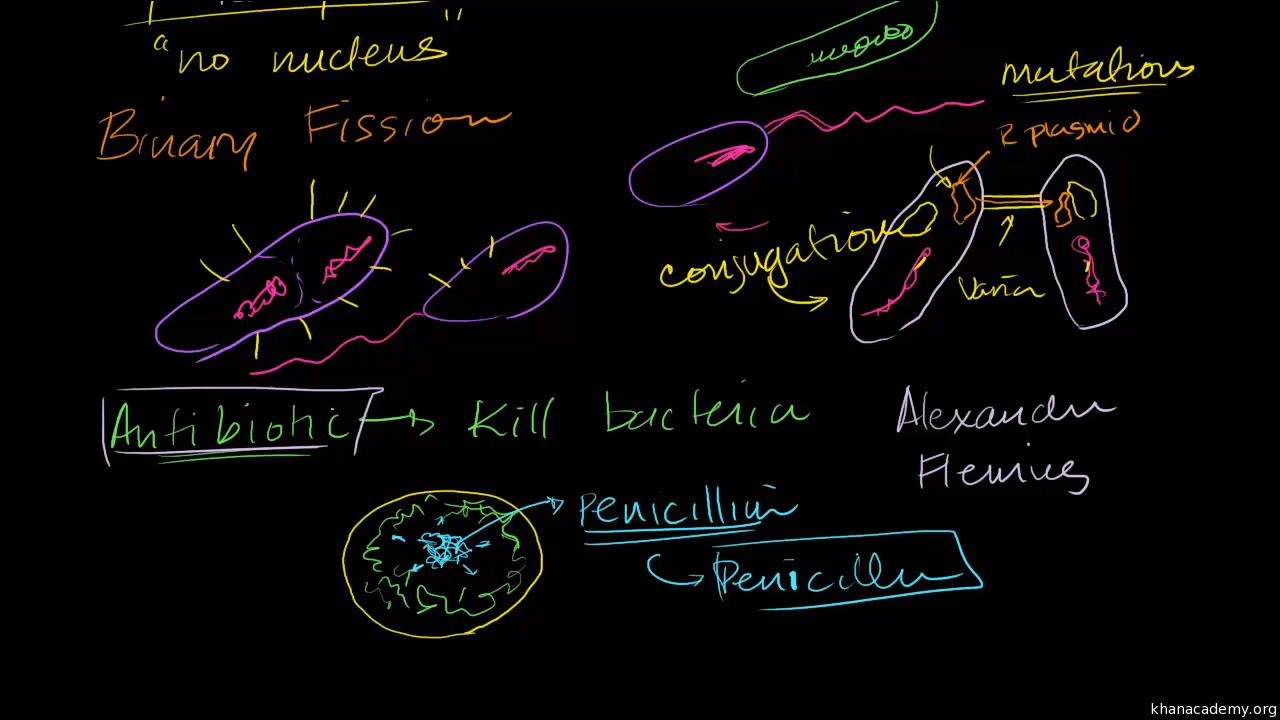 "no nucleus"
Binary Fission
mutations
R plasmid
conjugation
Antibiotic → Kill bacteria
Alexander
Fleming
Penicillium
Penicillin
khanacademy.org